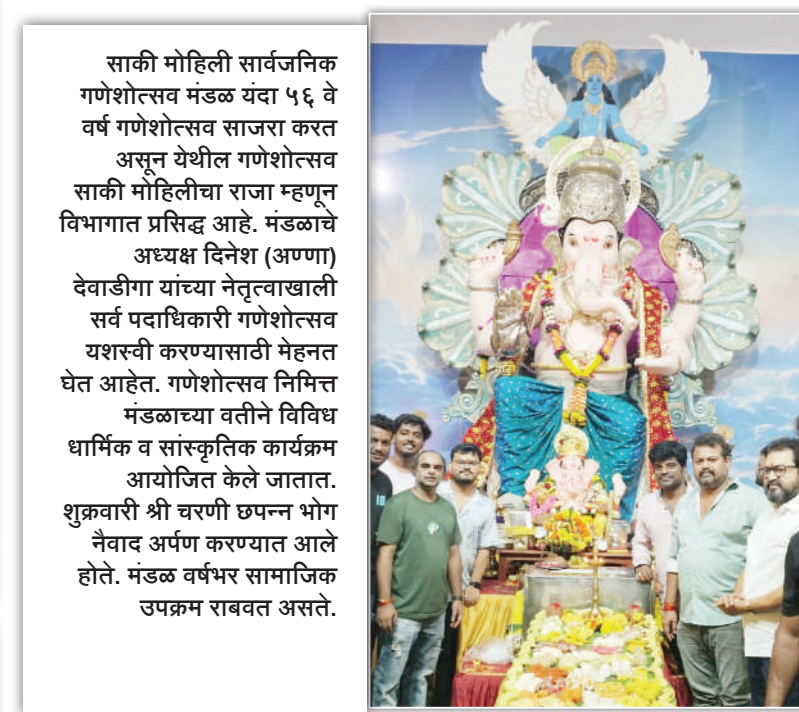 साकी मोहिली सार्वजनिक
गणेशोत्सव मंडळ यंदा ५६ वे
वर्ष गणेशोत्सव साजरा करत
असून येथील गणेशोत्सव
साकी मोहिलीचा राजा म्हणून
विभागात प्रसिद्ध आहे. मंडळाचे
अध्यक्ष दिनेश (अण्णा)
देवाडीगा यांच्या नेतृत्वाखाली
सर्व पदाधिकारी गणेशोत्सव
यशस्वी करण्यासाठी मेहनत
घेत आहेत. गणेशोत्सव निमित्त
मंडळाच्या वतीने विविध
धार्मिक व सांस्कृतिक कार्यक्रम
आयोजित केले जातात.
शुक्रवारी श्री चरणी छपन्न भोग
नैवाद अर्पण करण्यात आले
होते. मंडळ वर्षभर सामाजिक
उपक्रम राबवत असते.